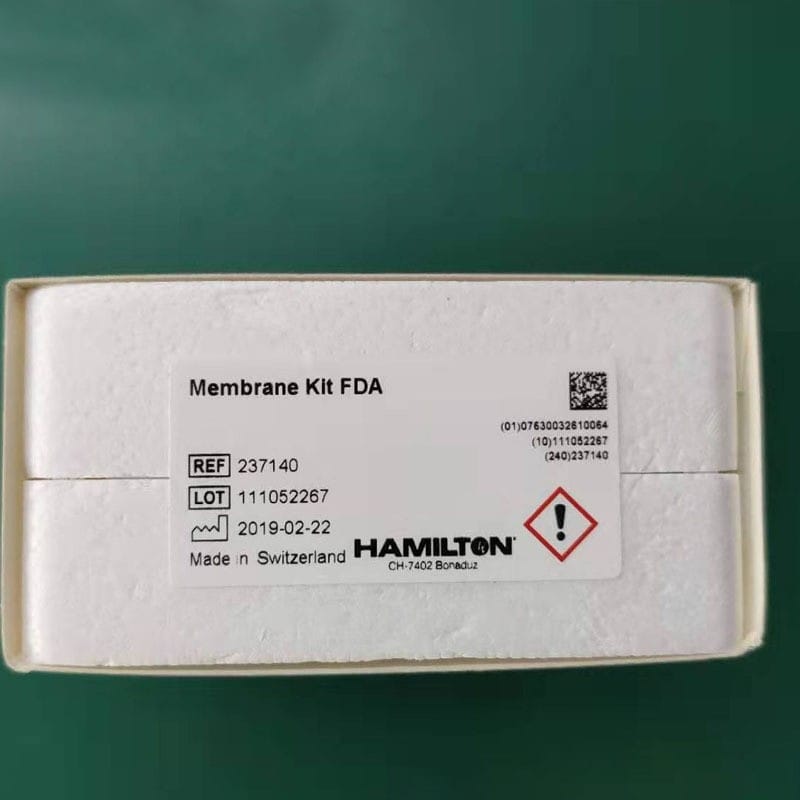 Membrane Kit FDA
(01)07630032610064
(10)111052267
(240)237140
REF 237140
LOT 111052267
2019-02-22
Made in Switzerland
HAMILTON
CH-7402 Bonaduz